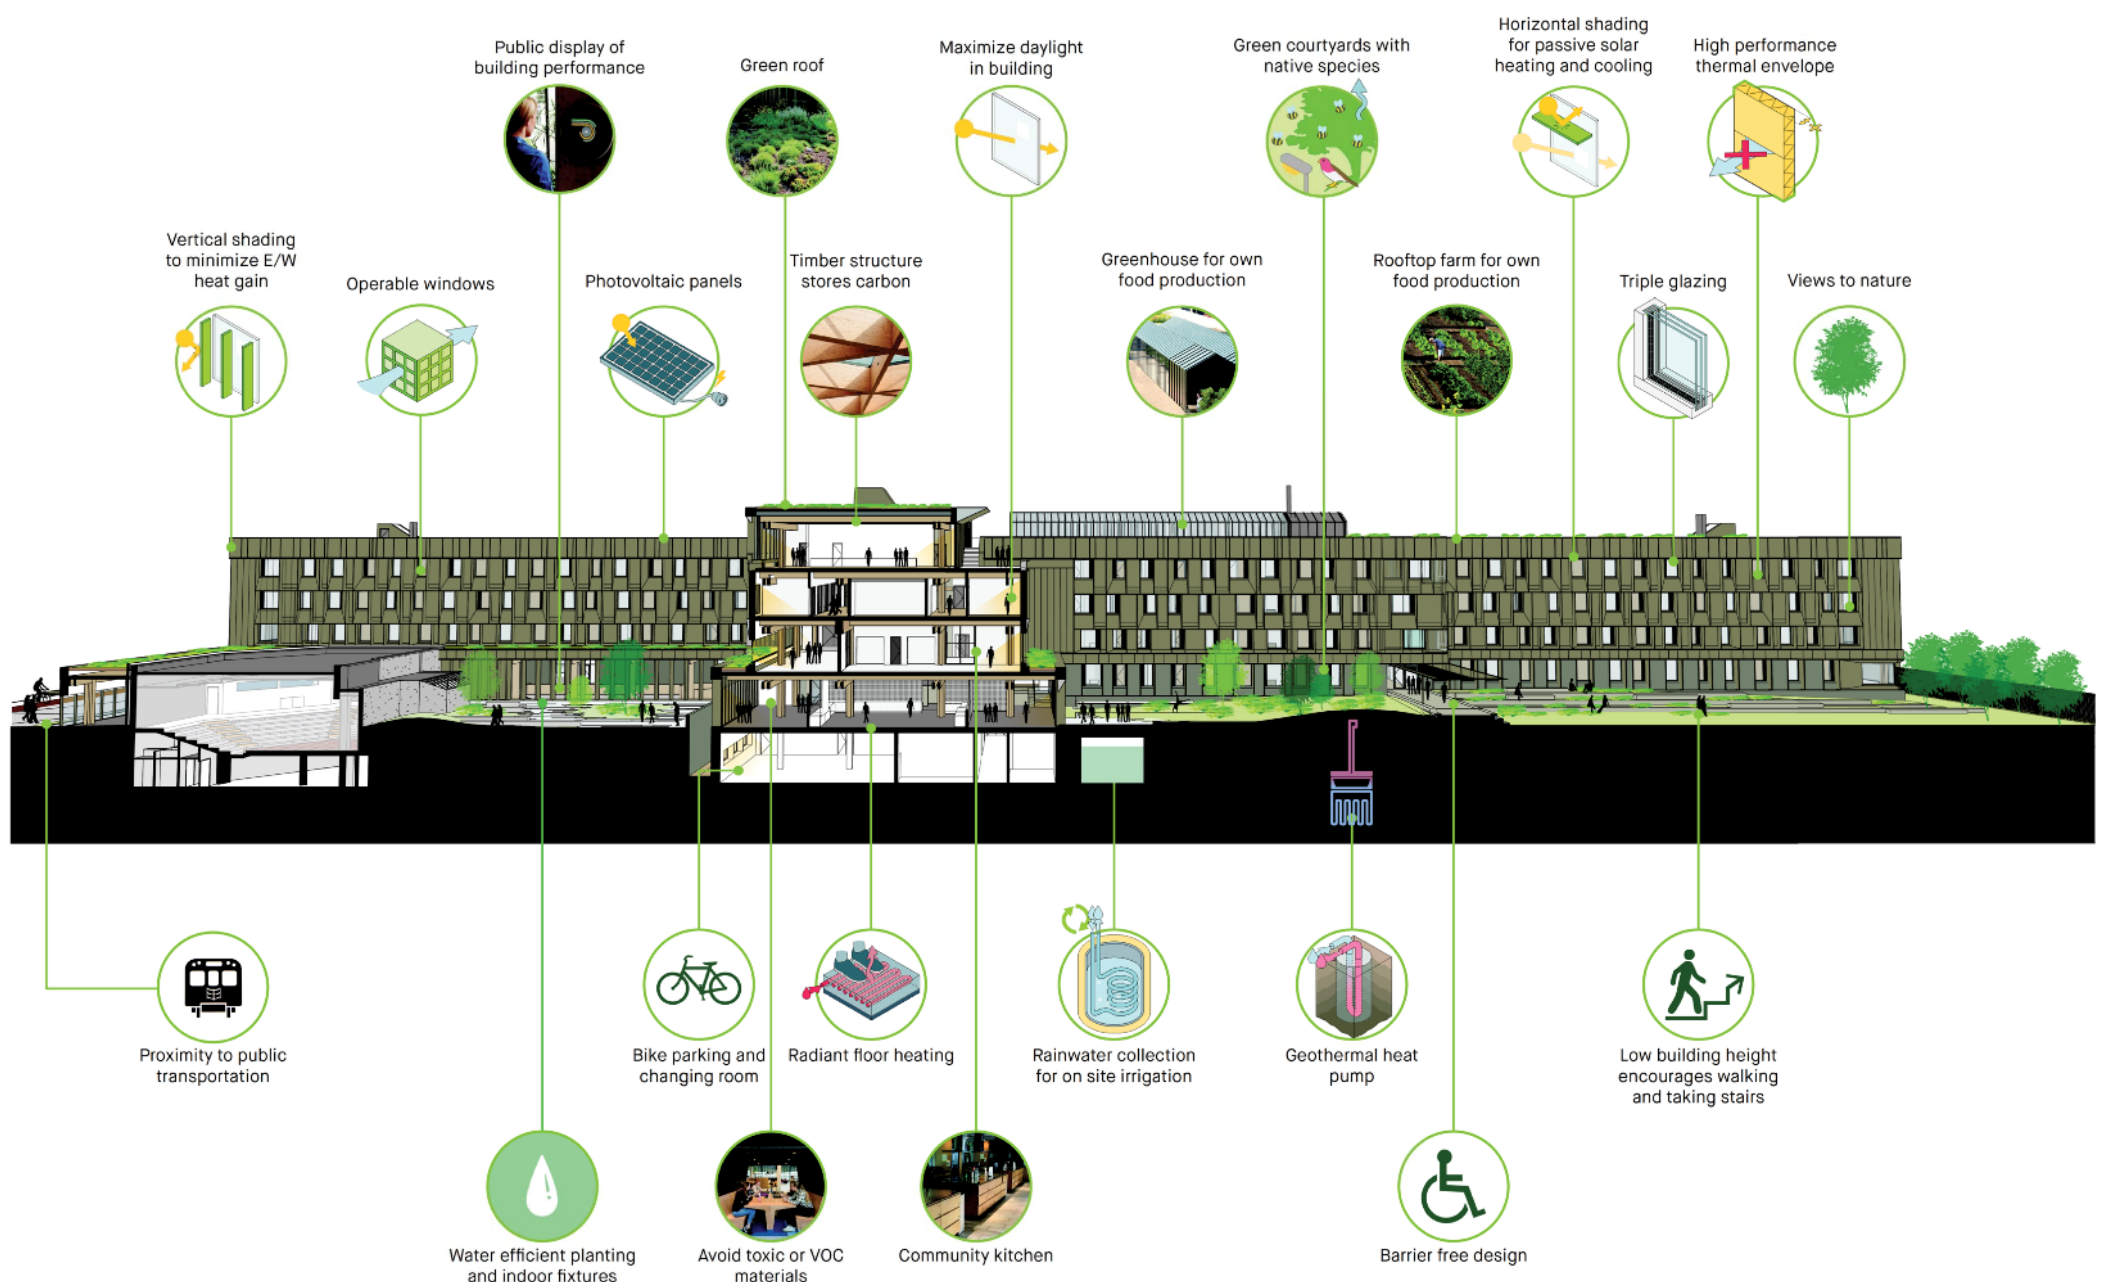 Public display of
building performance
Green roof
Maximize daylight
in building
Green courtyards with
native species
Horizontal shading
for passive solar
heating and cooling
High performance
thermal envelope
Vertical shading
to minimize E/W
heat gain
Operable windows
Photovoltaic panels
Timber structure
stores carbon
Greenhouse for own
food production
Rooftop farm for own
food production
Triple glazing
Views to nature
Proximity to public
transportation
Bike parking and
changing room
Radiant floor heating
Rainwater collection
for on site irrigation
Geothermal heat
pump
Low building height
encourages walking
and taking stairs
Water efficient planting
and indoor fixtures
Avoid toxic or VOC
materials
Community kitchen
Barrier free design